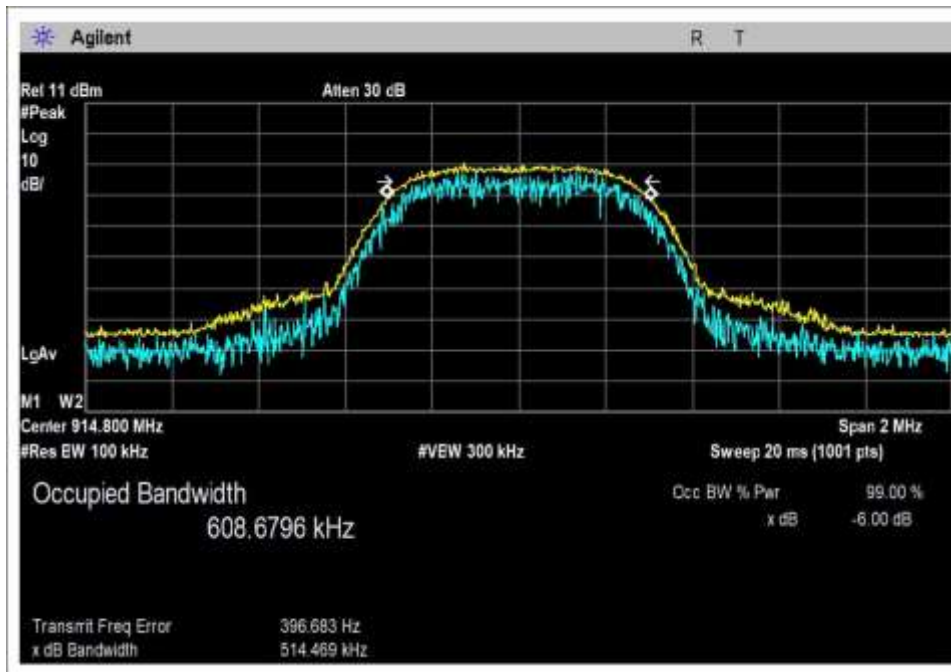 Agilent R T
Ref 11 dBm Atten 30 dB
#Peak
Log
10
dB/
LgAv
M1 W2
Center 914.800 MHz Span 2 MHz
#Res BW 100 kHz #VBW 300 kHz Sweep 20 ms (1001 pts)
Occupied Bandwidth Occ BW % Pwr 99.00 %
608.6796 kHz x dB -6.00 dB
Transmit Freq Error 396.683 Hz
x dB Bandwidth 514.469 kHz